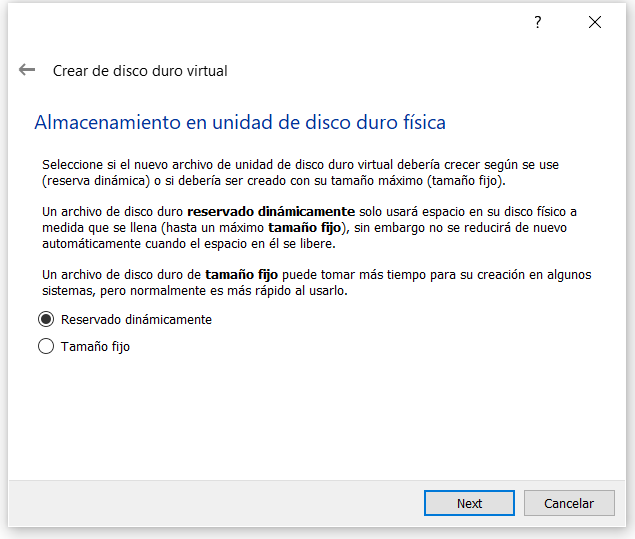 ?
Crear de disco duro virtual
Almacenamiento en unidad de disco duro física
Seleccione si el nuevo archivo de unidad de disco duro virtual debería crecer según se use
(reserva dinámica) o si debería ser creado con su tamaño máximo (tamaño fijo).
Un archivo de disco duro reservado dinámicamente solo usará espacio en su disco físico a
medida que se llena (hasta un máximo tamaño fijo), sin embargo no se reducirá de nuevo
automáticamente cuando el espacio en él se libere.
Un archivo de disco duro de tamaño fijo puede tomar más tiempo para su creación en algunos
sistemas, pero normalmente es más rápido al usarlo.
Reservado dinámicamente
Tamaño fijo
Next
Cancelar